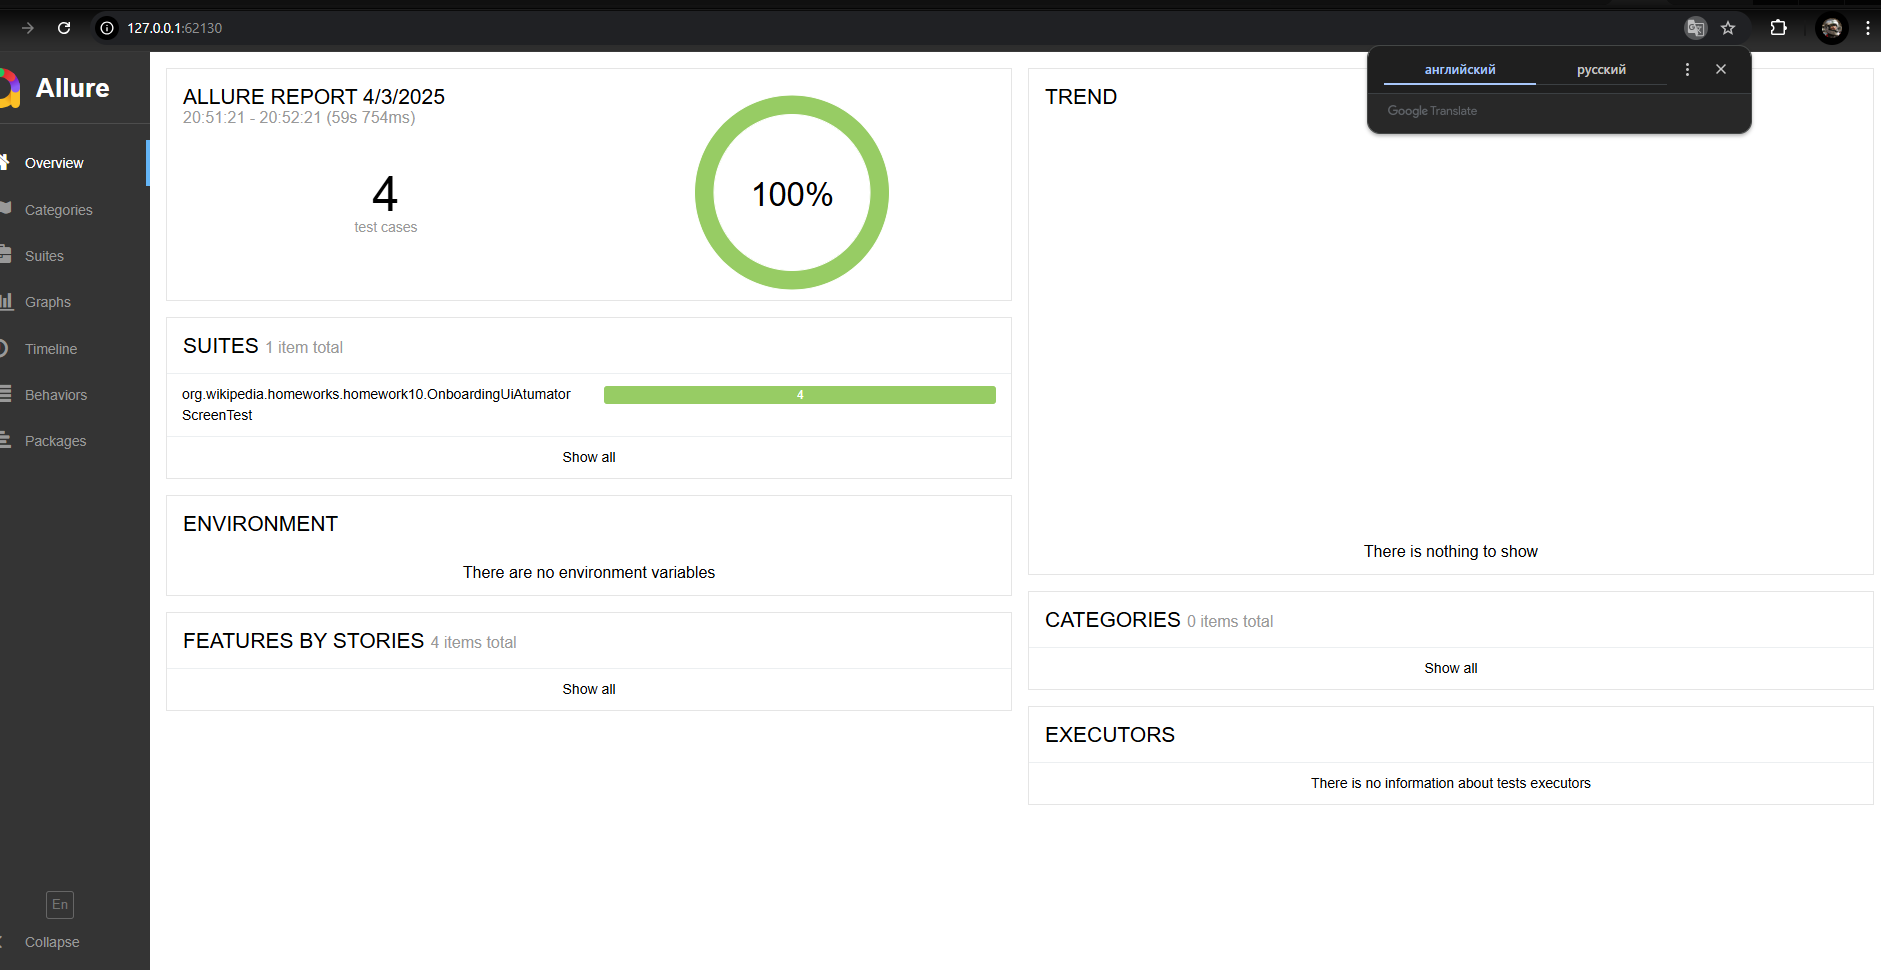 127.0.0.1:62130
английский
русский
Google Translate
Allure
Overview
Categories
Suites
Graphs
Timeline
Behaviors
Packages
En
Collapse
ALLURE REPORT 4/3/2025
20:51:21 - 20:52:21 (59s 754ms)
4
test cases
100%
SUITES 1 item total
org.wikipedia.homeworks.homework10.OnboardingUiAtumator
ScreenTest
4
Show all
ENVIRONMENT
There are no environment variables
FEATURES BY STORIES 4 items total
Show all
TREND
There is nothing to show
CATEGORIES 0 items total
Show all
EXECUTORS
There is no information about tests executors